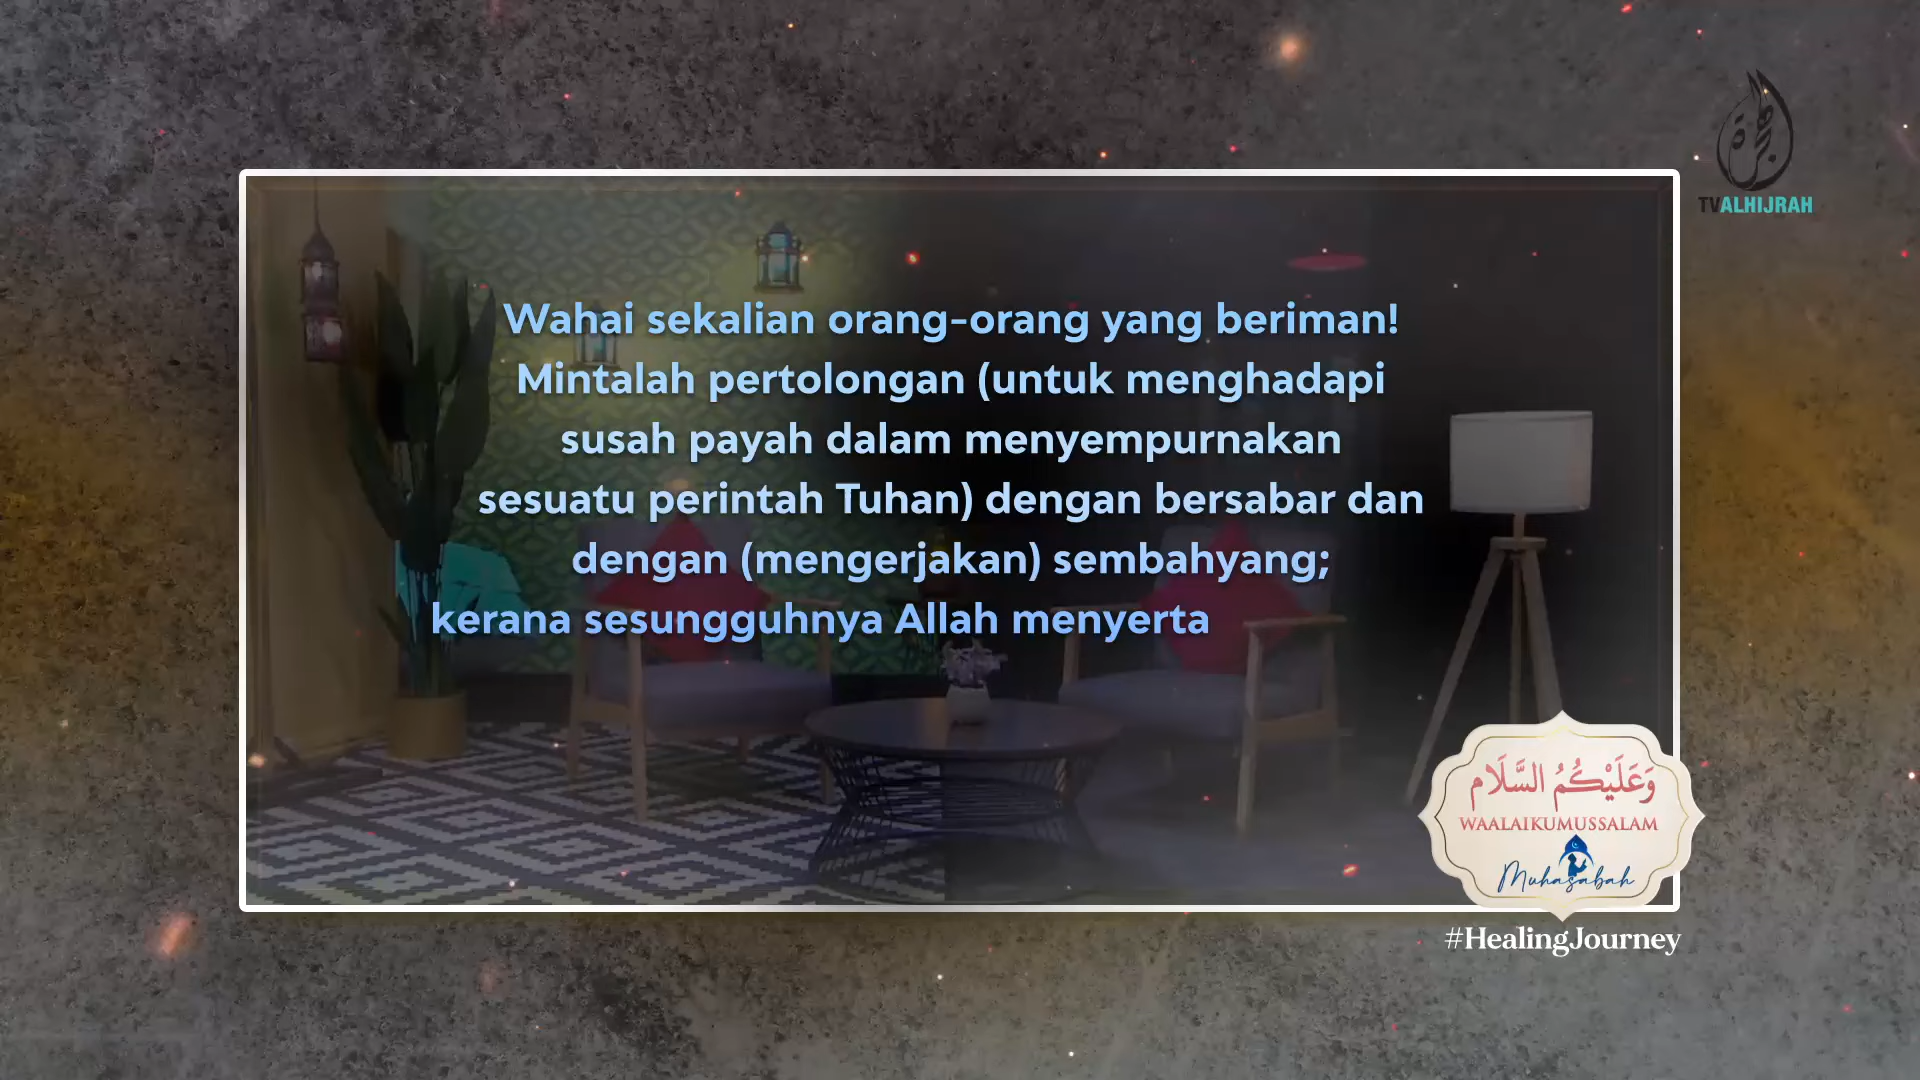 هجرة
TVALHIJRAH
Wahai sekalian orang-orang yang beriman!
Mintalah pertolongan (untuk menghadapi
susah payah dalam menyempurnakan
sesuatu perintah Tuhan) dengan bersabar dan
dengan (mengerjakan) sembahyang;
kerana sesungguhnya Allah menyerta
وَعَلَيْكُمُ السَّلَام
WAALAIKUMUSSALAM
Muhasabah
#HealingJourney